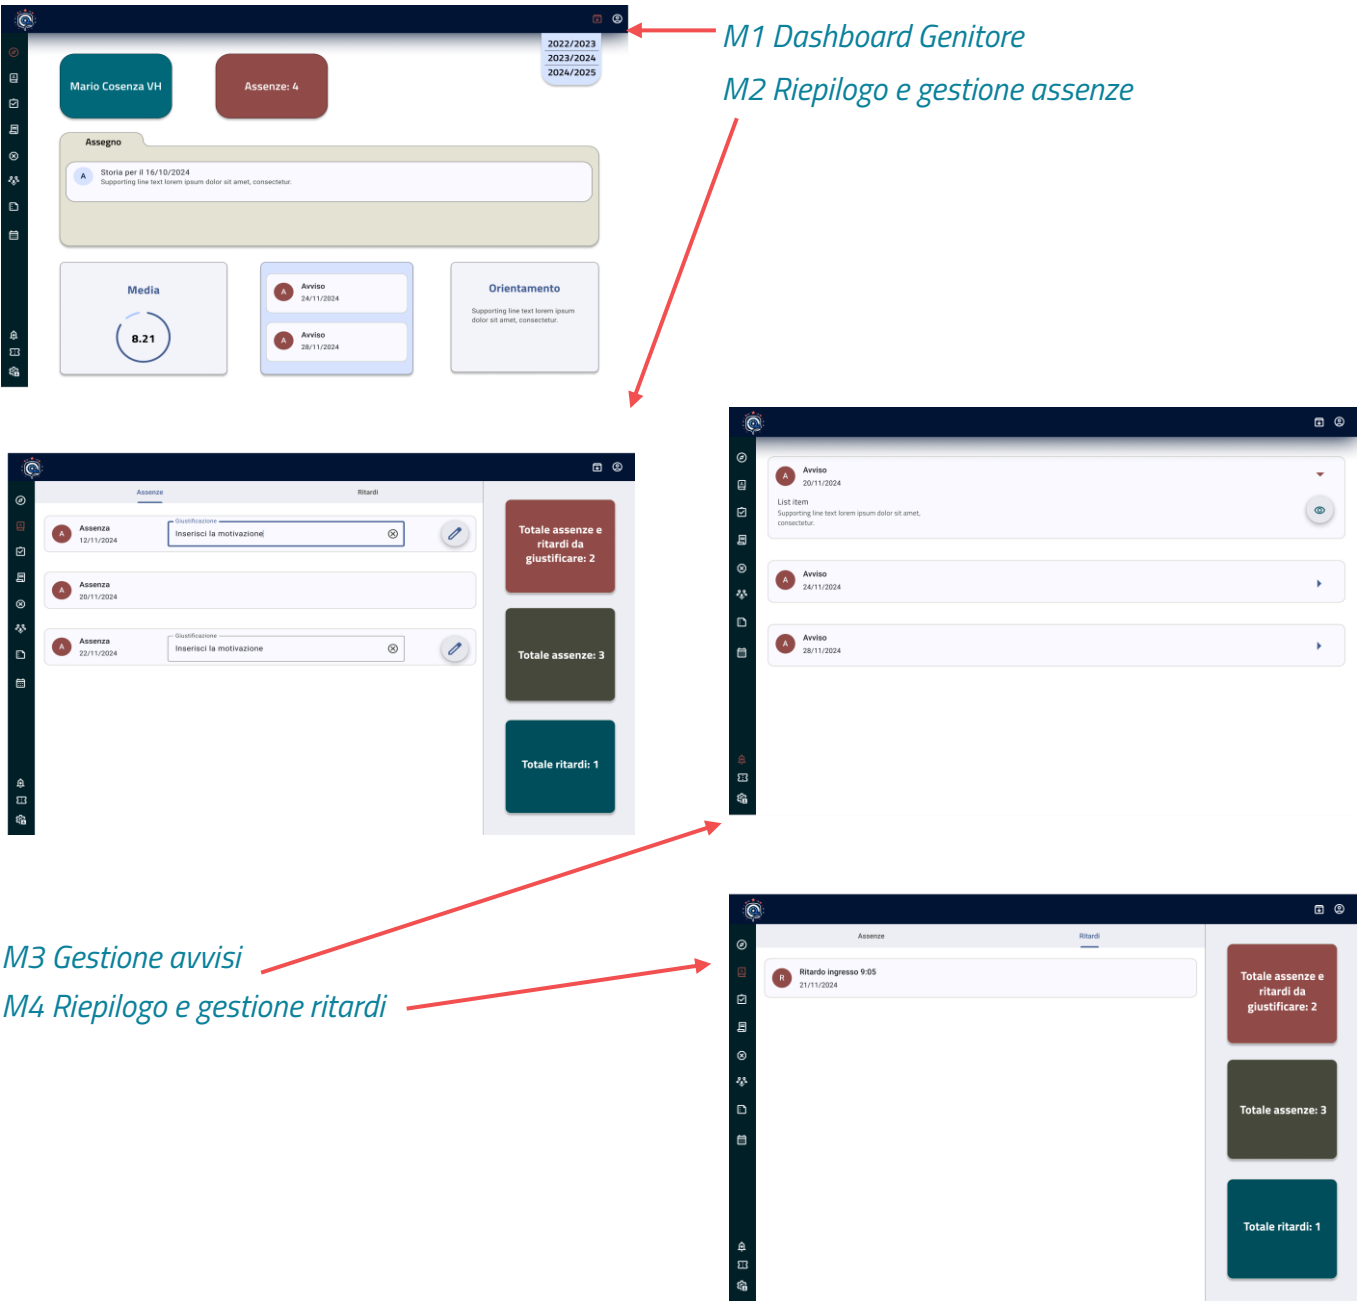 M1 Dashboard Genitore
M2 Riepilogo e gestione assenze
2022/2023
2023/2024
2024/2025
Mario Cosenza VH
Assenze: 4
Assegno
A
Storia per il 16/10/2024
Supporting line text lorem ipsum dolor sit amet, consectetur.
Media
8.21
A
Avviso
24/11/2024
A
Avviso
28/11/2024
Orientamento
Supporting line text lorem ipsum
dolor sit amet, consectetur.
Assenze
Ritardi
A
Assenza
12/11/2024
Giustificazione
Inserisci la motivazione
A
Assenza
20/11/2024
A
Assenza
22/11/2024
Giustificazione
Inserisci la motivazione
Totale assenze e
ritardi da
giustificare: 2
Totale assenze: 3
Totale ritardi: 1
A
Avviso
20/11/2024
List item
Supporting line text lorem ipsum dolor sit amet,
consectetur.
A
Avviso
24/11/2024
A
Avviso
28/11/2024
M3 Gestione avvisi
M4 Riepilogo e gestione ritardi
Assenze
Ritardi
R
Ritardo ingresso 9:05
21/11/2024
Totale assenze e
ritardi da
giustificare: 2
Totale assenze: 3
Totale ritardi: 1